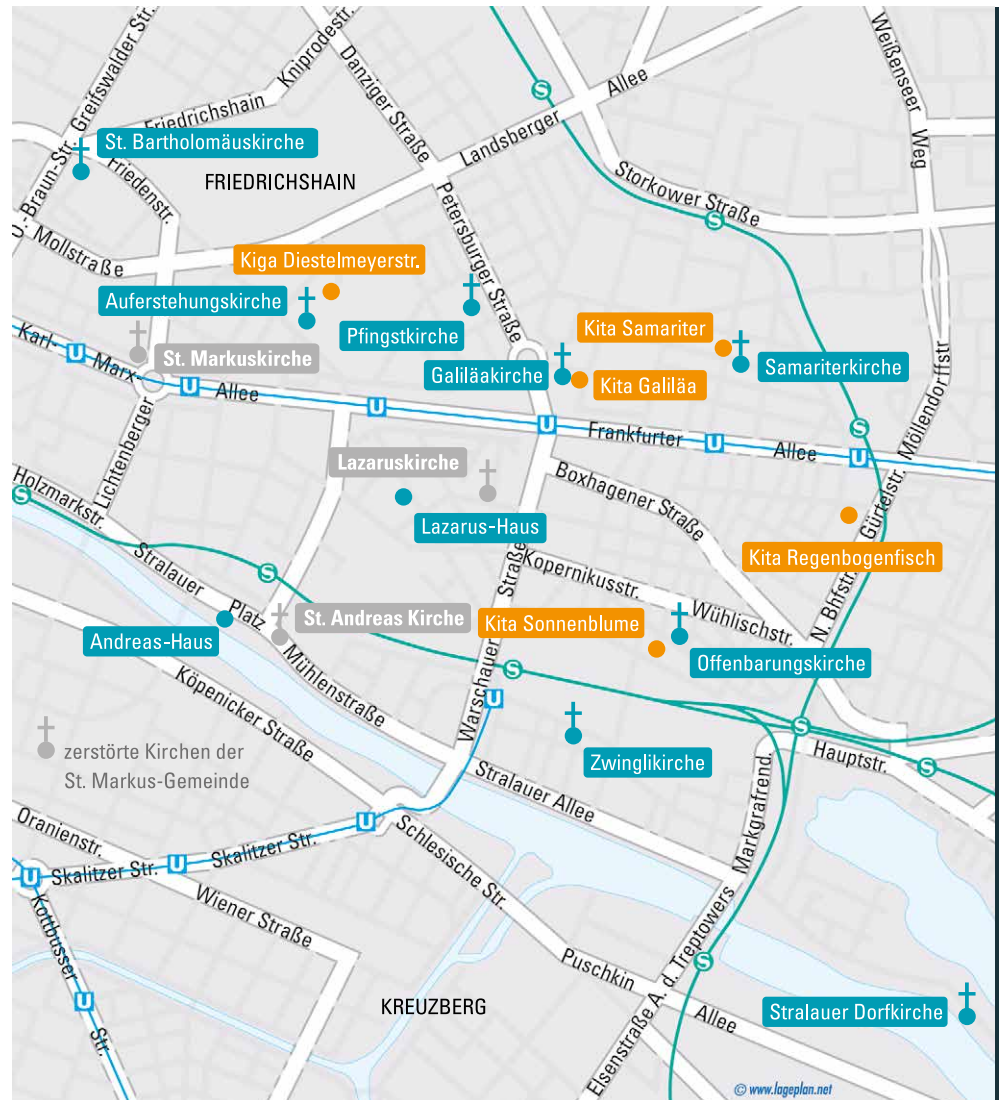 Greifswalder Str.
O.-Braun-Str.
Friedrichshain
Kniprodestr.
Danziger Straße
Landsberger
Allee
Weißenseer
Weg
St. Bartholomäuskirche
FRIEDRICHSHAIN
Friedenstr.
Mollstraße
Petersburger Straße
Storkower Straße
S
S
Kiga Diestelmeyerstr.
Auferstehungskirche
Pfingstkirche
Kita Samariter
Samariterkirche
Karl-
Marx-
Allee
U
U
U
U
U
U
St. Markuskirche
Galiläakirche
Kita Galiläa
Frankfurter
Allee
S
Möllendorffstr
Lichtenberger
Lazaruskirche
Lazarus-Haus
Boxhagener Straße
Gürtelstr.
Kita Regenbogenfisch
Holzmarkstr.
S
Stralauer
Platz
S
Kopernikusstr.
Wühlischstr.
N. Bhfstr.
St. Andreas Kirche
Andreas-Haus
Kita Sonnenblume
Offenbarungskirche
Mühlenstraße
Warschauer
Straße
S
U
Köpenicker Straße
Zwinglikirche
S
Hauptstr.
S
zerstörte Kirchen der
St. Markus-Gemeinde
Stralauer Allee
Markgrafrend.
Oranienstr.
Skalitzer Str.
Skalitzer Str.
U
U
U
Schlesische Str.
Wiener Straße
Kottbusser
Str.
U
Puschkin
Allee
Elsenstraße
A. d. Treptowers
S
KREUZBERG
Stralauer Dorfkirche
© www.lageplan.net